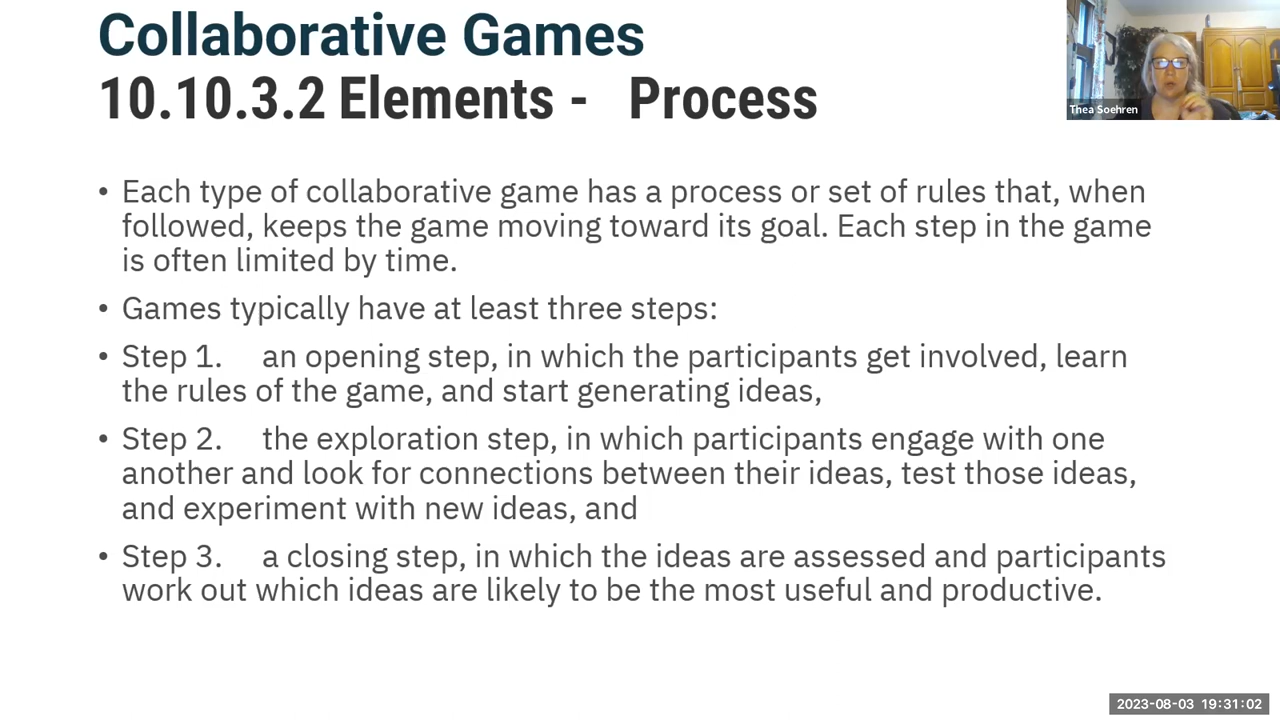 Collaborative Games
10.10.3.2 Elements - Process
Thea Soehren
• Each type of collaborative game has a process or set of rules that, when
followed, keeps the game moving toward its goal. Each step in the game
is often limited by time.
• Games typically have at least three steps:
• Step 1. an opening step, in which the participants get involved, learn
the rules of the game, and start generating ideas,
• Step 2. the exploration step, in which participants engage with one
another and look for connections between their ideas, test those ideas,
and experiment with new ideas, and
• Step 3. a closing step, in which the ideas are assessed and participants
work out which ideas are likely to be the most useful and productive.
2023-08-03 19:31:02